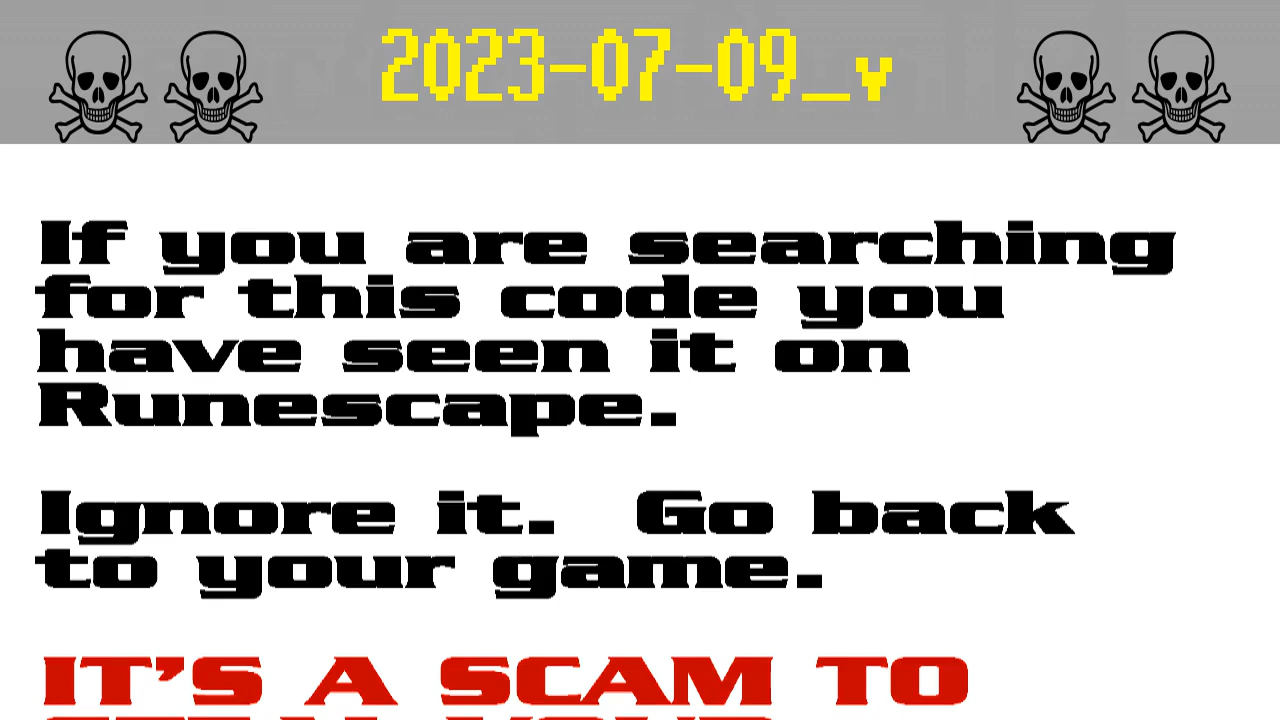 2023-07-09_v
If you are searching
for this code you
have seen it on
Runescape.
Ignore it.  Go back
to your game.
IT'S A SCAM TO